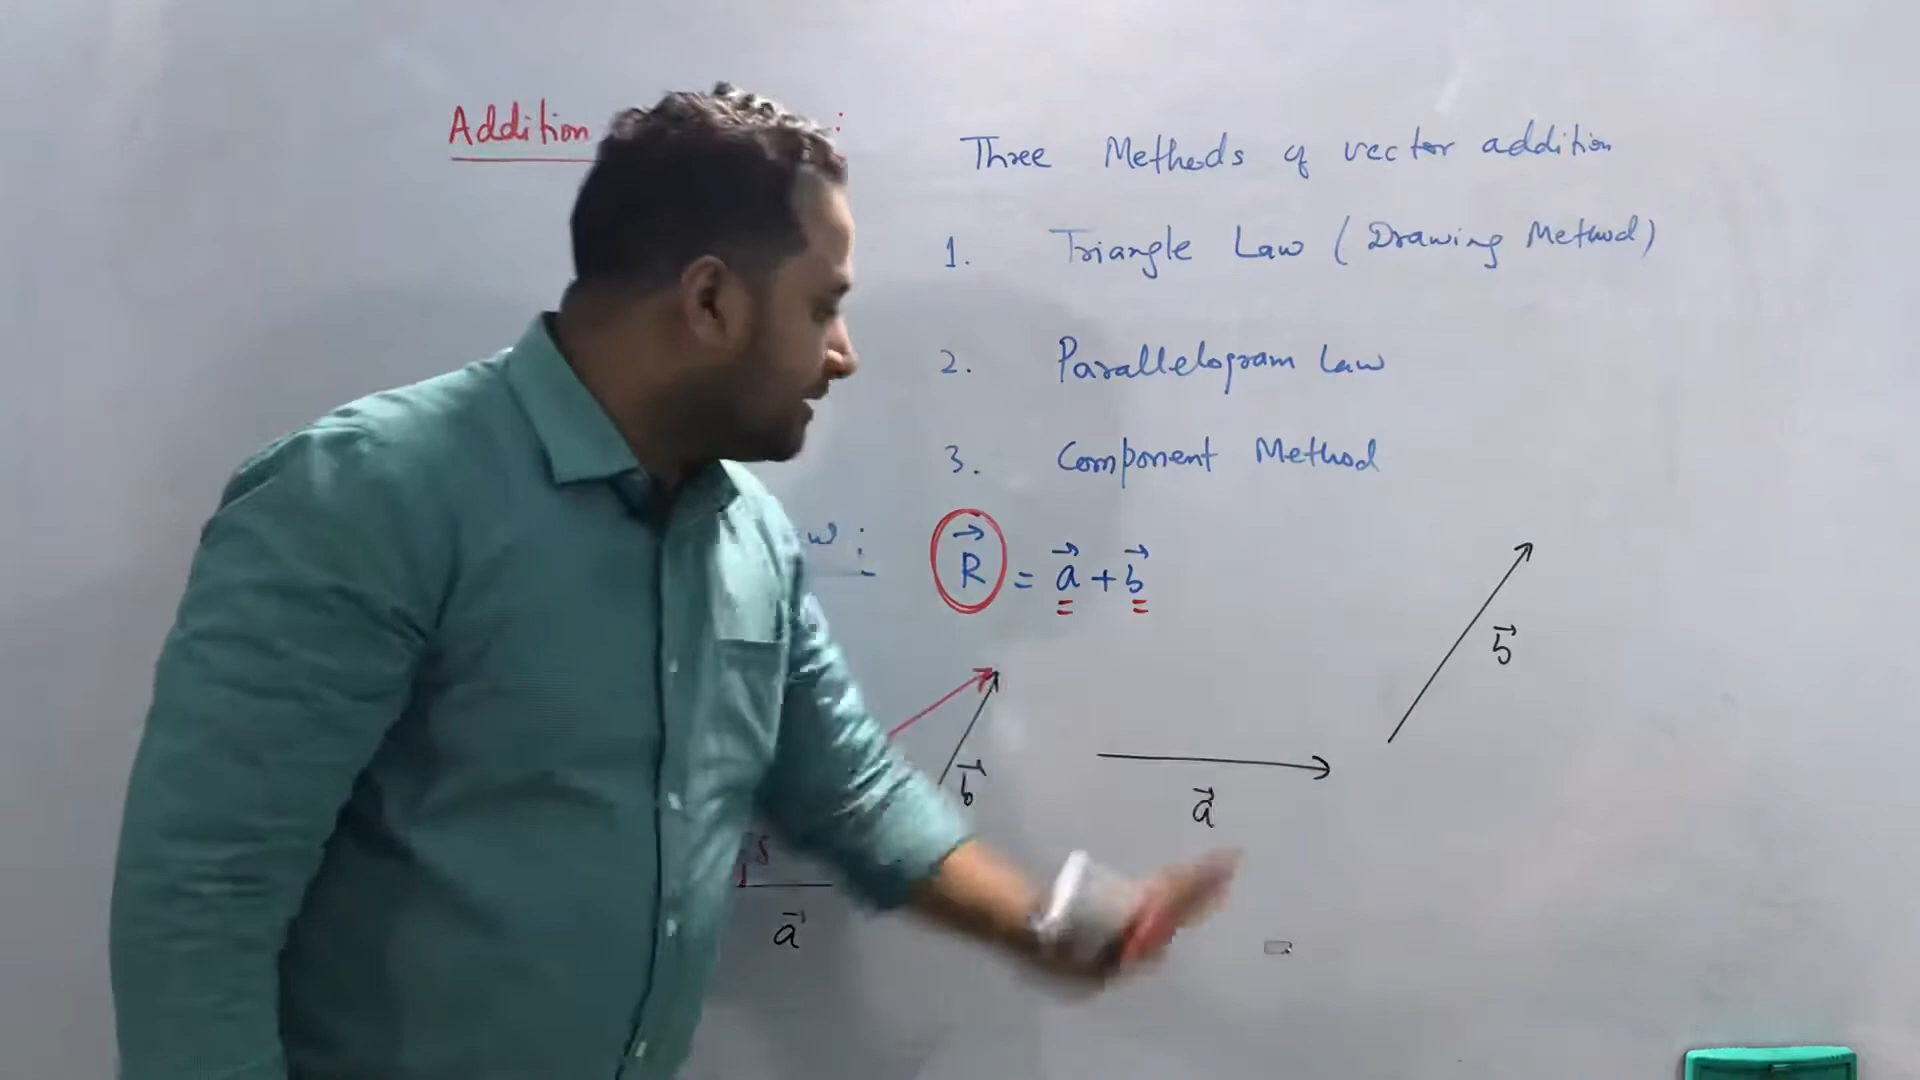 Addition :
Three Methods of vector addition
1. Triangle Law (Drawing Method)
2. Parallelogram Law
3. Component Method
w :
R⃗ = a⃗ + b⃗
b⃗
b⃗
a⃗
a⃗